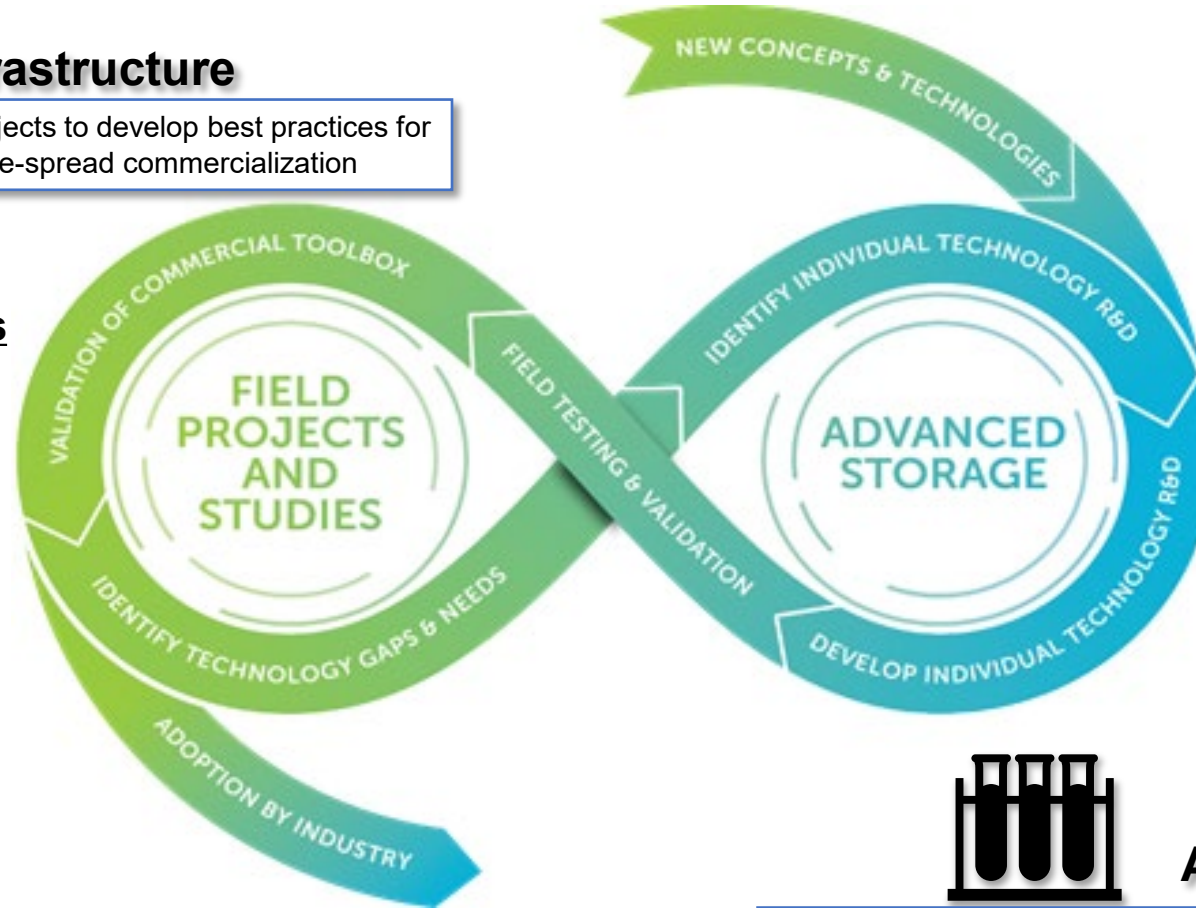 rastructure
jects to develop best practices for
e-spread commercialization
s
NEW CONCEPTS & TECHNOLOGIES
VALIDATION OF COMMERCIAL TOOLBOX
IDENTIFY INDIVIDUAL TECHNOLOGY R&D
FIELD TESTING & VALIDATION
FIELD
PROJECTS
AND
STUDIES
ADVANCED
STORAGE
IDENTIFY TECHNOLOGY GAPS & NEEDS
DEVELOP INDIVIDUAL TECHNOLOGY R&D
ADOPTION BY INDUSTRY
A